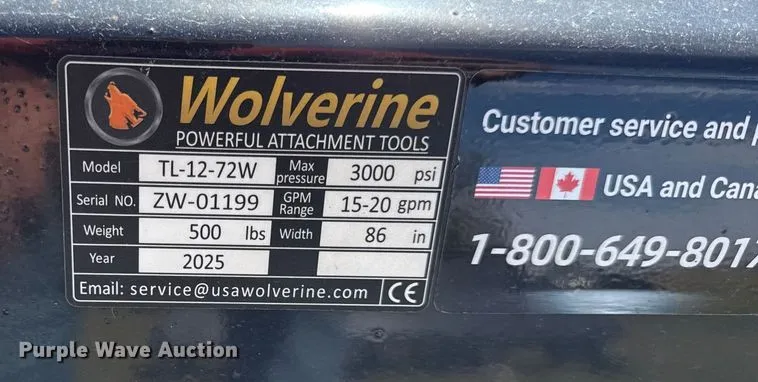 Wolverine
POWERFUL ATTACHMENT TOOLS
Model TL-12-72W Max pressure 3000 psi
Serial NO. ZW-01199 GPM Range 15-20 gpm
Weight 500 lbs Width 86 in
Year 2025
Email: service@usawolverine.com CE
Customer service and
USA and Cana
1-800-649-8017
Purple Wave Auction